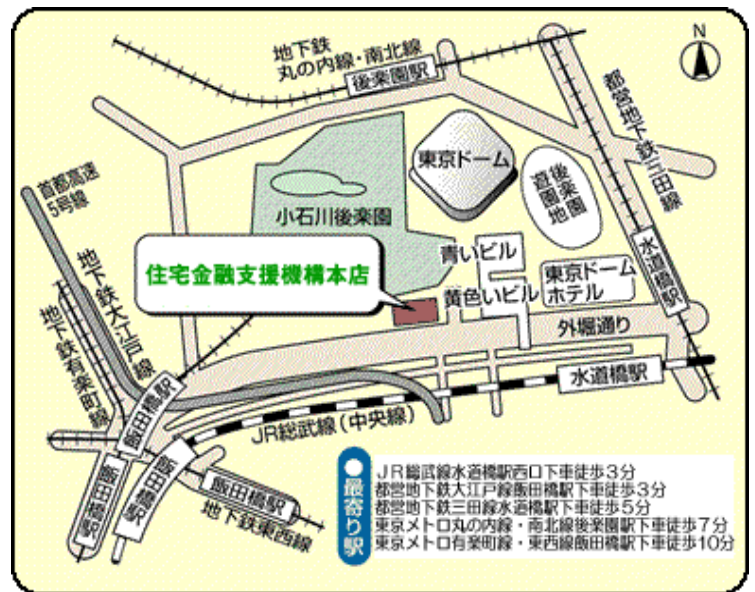 地下鉄
丸の内線・南北線
後楽園駅
N
都営地下鉄三田線
東京ドーム
後楽園
遊園地
首都高速
5号線
小石川後楽園
地下鉄大江戸線
地下鉄有楽町線
住宅金融支援機構本店
青いビル
黄色いビル
東京ドーム
ホテル
水道橋駅
外堀通り
水道橋駅
飯田橋駅
JR総武線(中央線)
飯田橋駅
飯田橋駅
飯田橋駅
地下鉄東西線
●最寄り駅
JR総武線水道橋駅西口下車徒歩3分
都営地下鉄大江戸線飯田橋駅下車徒歩3分
都営地下鉄三田線水道橋駅下車徒歩5分
東京メトロ丸の内線・南北線後楽園駅下車徒歩7分
東京メトロ有楽町線・東西線飯田橋駅下車徒歩10分